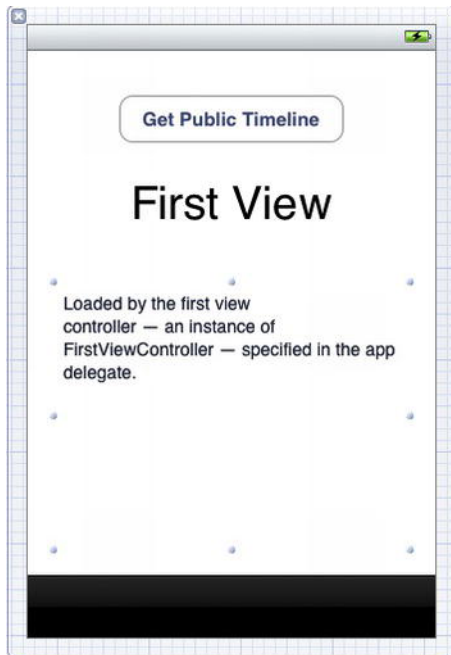 Get Public Timeline
First View
Loaded by the first view
controller — an instance of
FirstViewController — specified in the app
delegate.